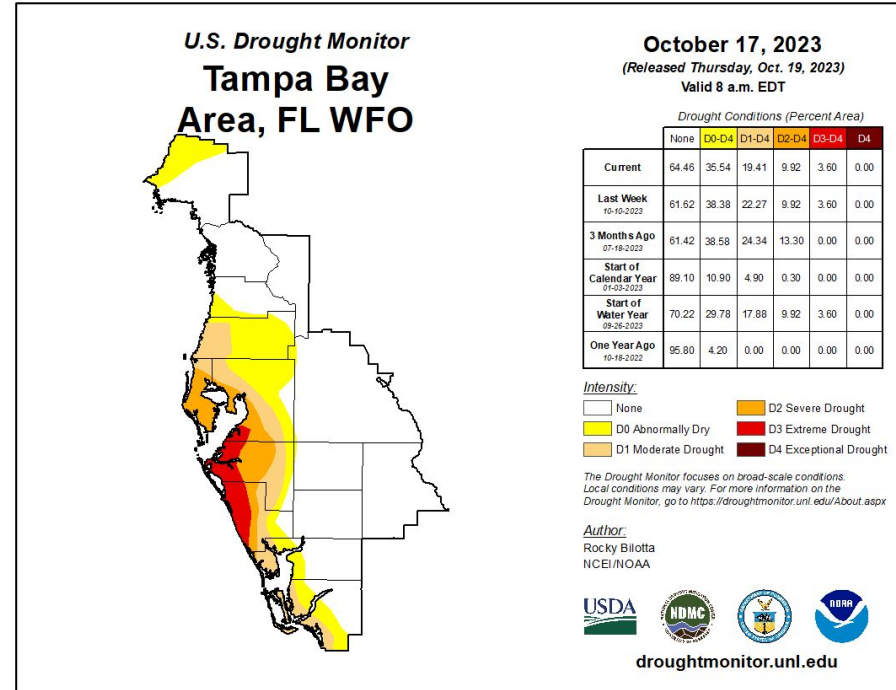 U.S. Drought Monitor
Tampa Bay
Area, FL WFO
October 17, 2023
(Released Thursday, Oct. 19, 2023)
Valid 8 a.m. EDT
Drought Conditions (Percent Area)
None D0-D4 D1-D4 D2-D4 D3-D4 D4
Current 64.46 35.54 19.41 9.92 3.60 0.00
Last Week
10-10-2023 61.62 38.38 22.27 9.92 3.60 0.00
3 Months Ago
07-18-2023 61.42 38.58 24.34 13.30 0.00 0.00
Start of
Calendar Year
01-03-2023 89.10 10.90 4.90 0.30 0.00 0.00
Start of
Water Year
09-26-2023 70.22 29.78 17.88 9.92 3.60 0.00
One Year Ago
10-18-2022 95.80 4.20 0.00 0.00 0.00 0.00
Intensity:
None
D0 Abnormally Dry
D1 Moderate Drought
D2 Severe Drought
D3 Extreme Drought
D4 Exceptional Drought
The Drought Monitor focuses on broad-scale conditions.
Local conditions may vary. For more information on the
Drought Monitor, go to https://droughtmonitor.unl.edu/About.aspx
Author:
Rocky Bilotta
NCEI/NOAA
USDA
NDMC
NOAA
droughtmonitor.unl.edu